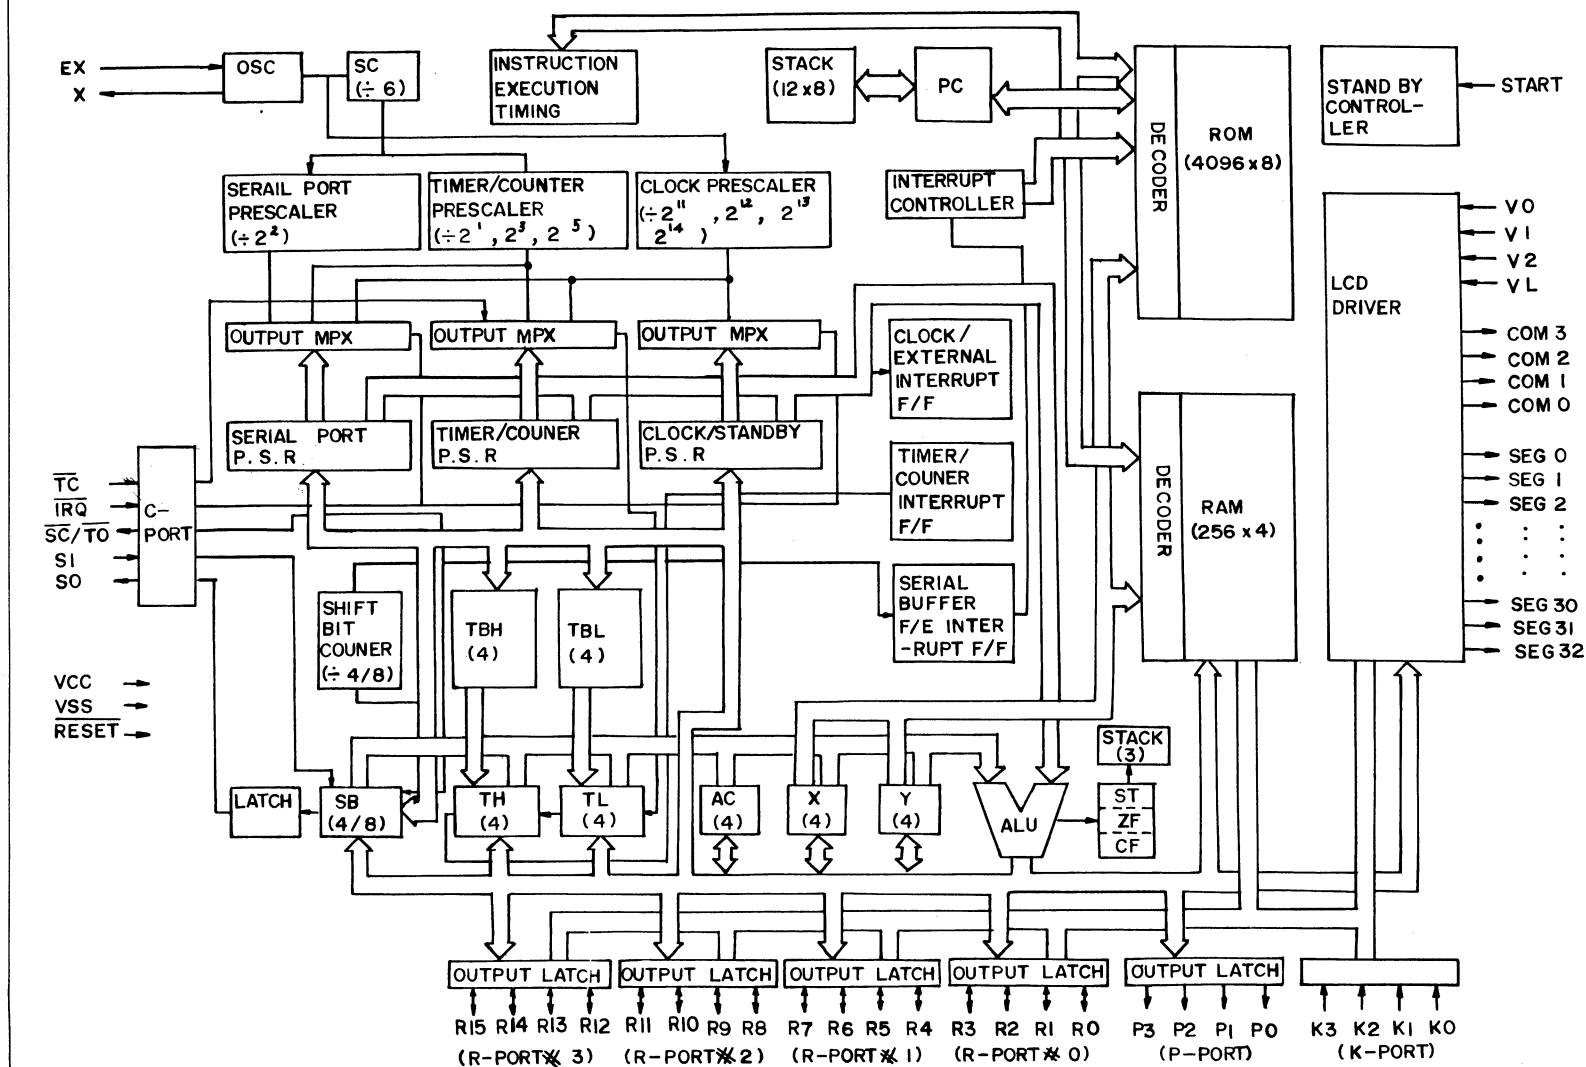 EX
X
OSC
SC
(÷ 6)
INSTRUCTION
EXECUTION
TIMING
STACK
(12 x 8)
PC
DECODER
ROM
(4096 x 8)
STAND BY
CONTROL-
LER
START
SERAIL PORT
PRESCALER
(÷ 2²)
TIMER/COUNTER
PRESCALER
(÷ 2¹, 2³, 2⁵)
CLOCK PRESCALER
(÷ 2¹¹, 2¹², 2¹³
2¹⁴)
INTERRUPT
CONTROLLER
LCD
DRIVER
V0
V1
V2
VL
COM 3
COM 2
COM 1
COM 0
SEG 0
SEG 1
SEG 2
SEG 30
SEG 31
SEG 32
OUTPUT MPX
OUTPUT MPX
OUTPUT MPX
CLOCK/
EXTERNAL
INTERRUPT
F/F
SERIAL PORT
P.S.R
TIMER/COUNER
P.S.R
CLOCK/STANDBY
P.S.R
TIMER/
COUNER
INTERRUPT
F/F
DECODER
RAM
(256 x 4)
T̅C̅
I̅R̅Q̅
S̅C̅/T̅O̅
SI
SO
C-
PORT
SHIFT
BIT
COUNER
(÷ 4/8)
TBH
(4)
TBL
(4)
SERIAL
BUFFER
F/E INTER
-RUPT F/F
VCC
VSS
R̅E̅S̅E̅T̅
STACK
(3)
LATCH
SB
(4/8)
TH
(4)
TL
(4)
AC
(4)
X
(4)
Y
(4)
ALU
ST
ZF
CF
OUTPUT LATCH
OUTPUT LATCH
OUTPUT LATCH
OUTPUT LATCH
OUTPUT LATCH
R15 R14 R13 R12
R11 R10 R9 R8
R7 R6 R5 R4
R3 R2 R1 R0
P3 P2 P1 P0
K3 K2 K1 K0
(R-PORT# 3)
(R-PORT# 2)
(R-PORT# 1)
(R-PORT# 0)
(P-PORT)
(K-PORT)